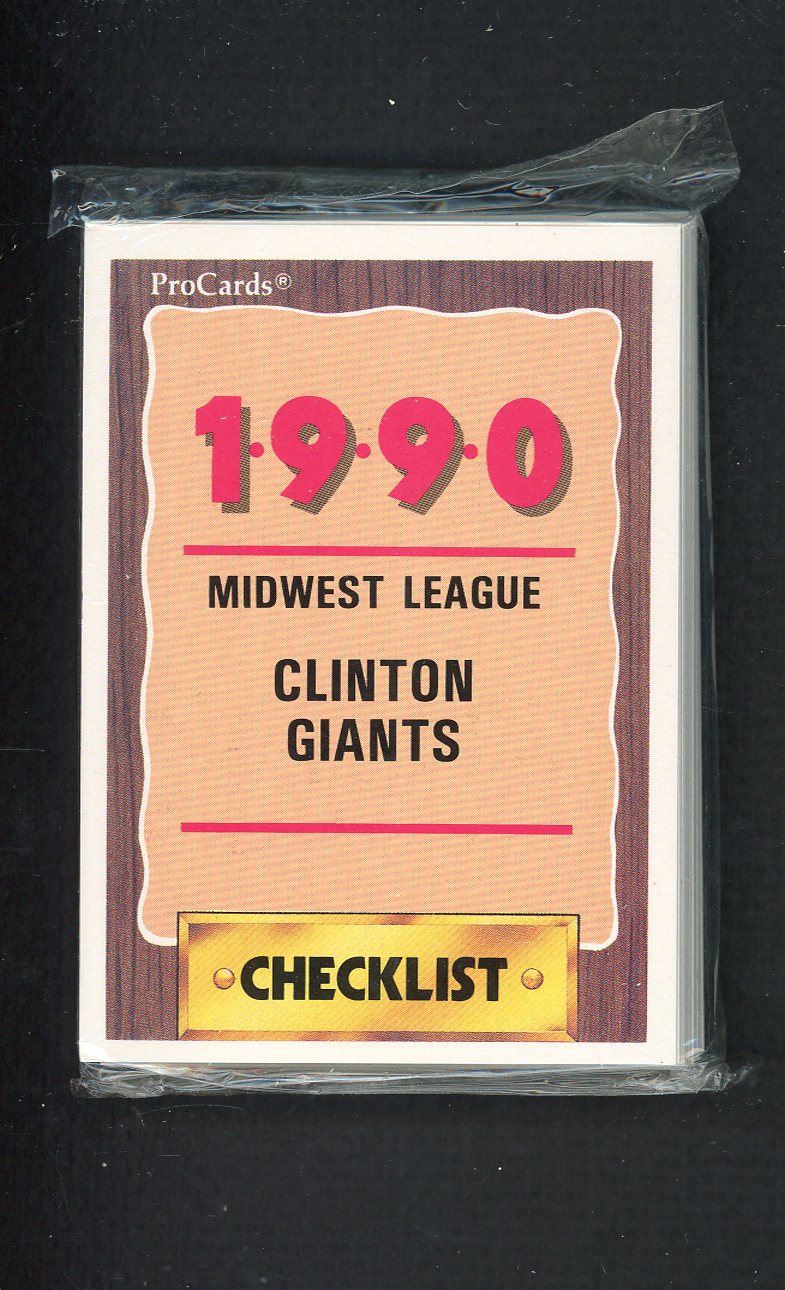 ProCards®
1·9·9·0
MIDWEST LEAGUE
CLINTON
GIANTS
CHECKLIST